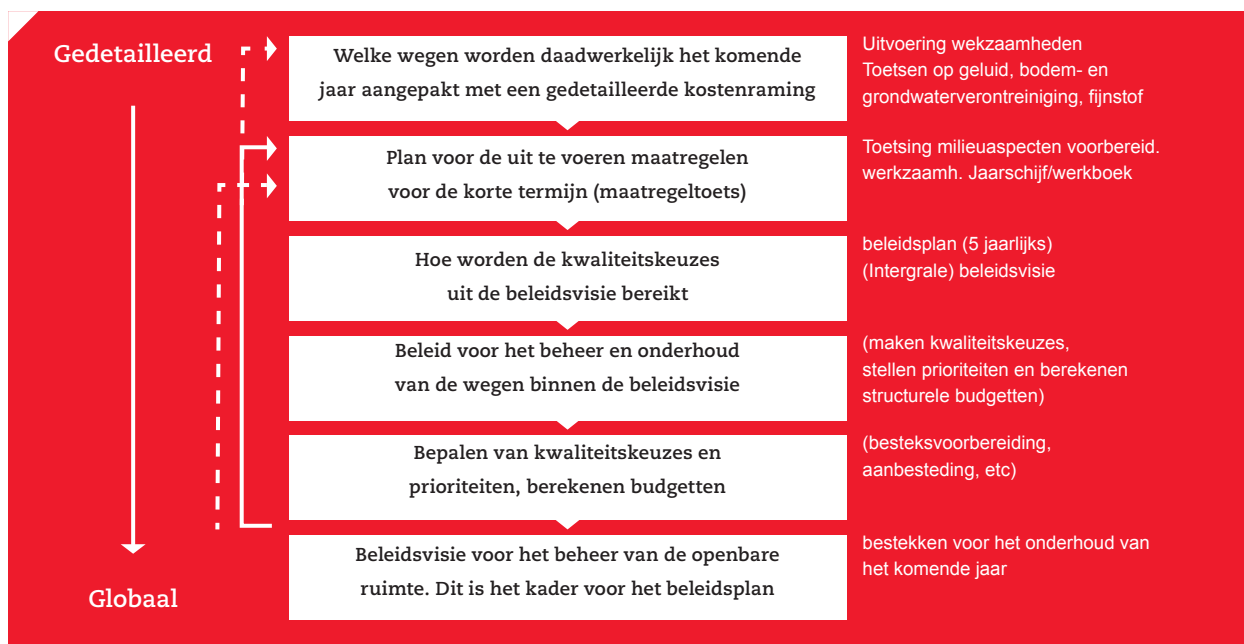 Gedetailleerd
Welke wegen worden daadwerkelijk het komende
jaar aangepakt met een gedetailleerde kostenraming
Uitvoering wekzaamheden
Toetsen op geluid, bodem- en
grondwaterverontreiniging, fijnstof
Plan voor de uit te voeren maatregelen
voor de korte termijn (maatregeltoets)
Toetsing milieuaspecten voorbereid.
werkzaamh. Jaarschijf/werkboek
Hoe worden de kwaliteitskeuzes
uit de beleidsvisie bereikt
beleidsplan (5 jaarlijks)
(Intergrale) beleidsvisie
Beleid voor het beheer en onderhoud
van de wegen binnen de beleidsvisie
(maken kwaliteitskeuzes,
stellen prioriteiten en berekenen
structurele budgetten)
Bepalen van kwaliteitskeuzes en
prioriteiten, berekenen budgetten
(besteksvoorbereiding,
aanbesteding, etc)
Beleidsvisie voor het beheer van de openbare
ruimte. Dit is het kader voor het beleidsplan
bestekken voor het onderhoud van
het komende jaar
Globaal